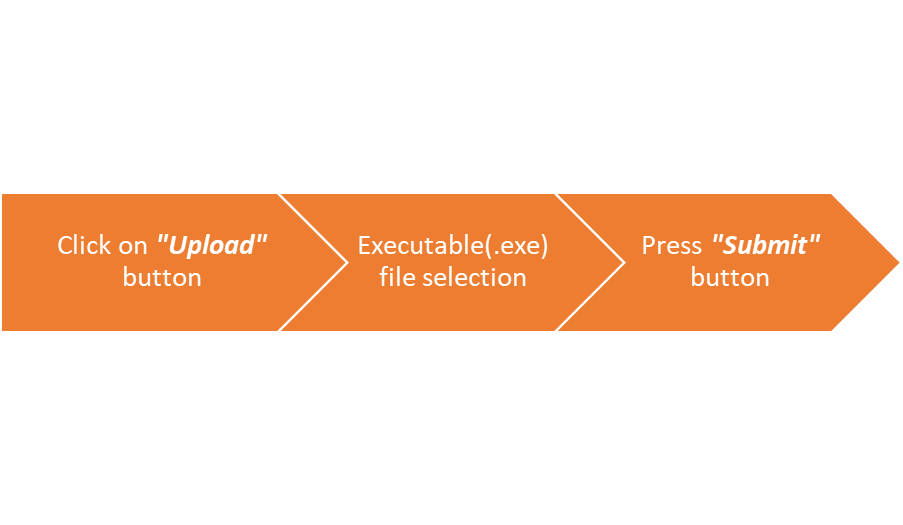 Click on "Upload"
button
Executable(.exe)
file selection
Press "Submit"
button